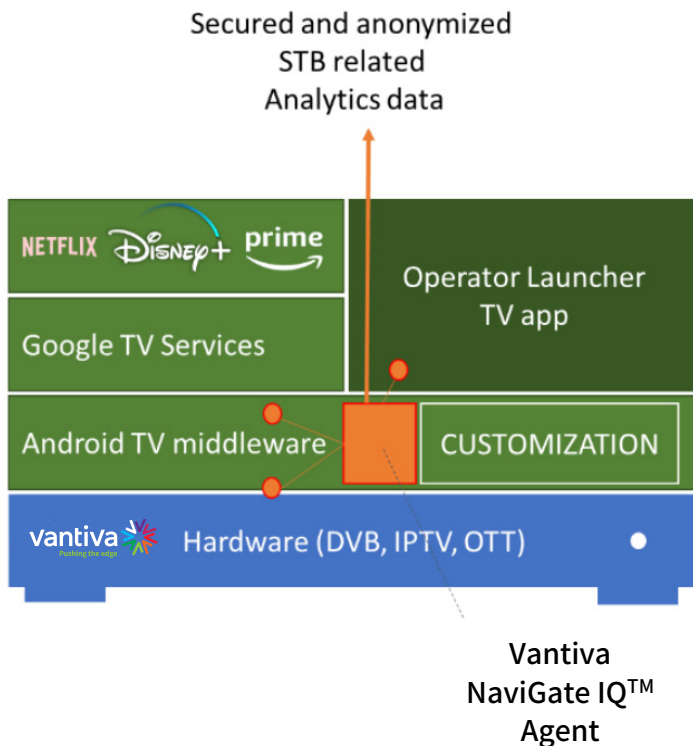 Secured and anonymized
STB related
Analytics data
NETFLIX Disney+ prime
Operator Launcher
TV app
Google TV Services
Android TV middleware
CUSTOMIZATION
vantiva
Pushing the edge
Hardware (DVB, IPTV, OTT)
Vantiva
NaviGate IQ™
Agent